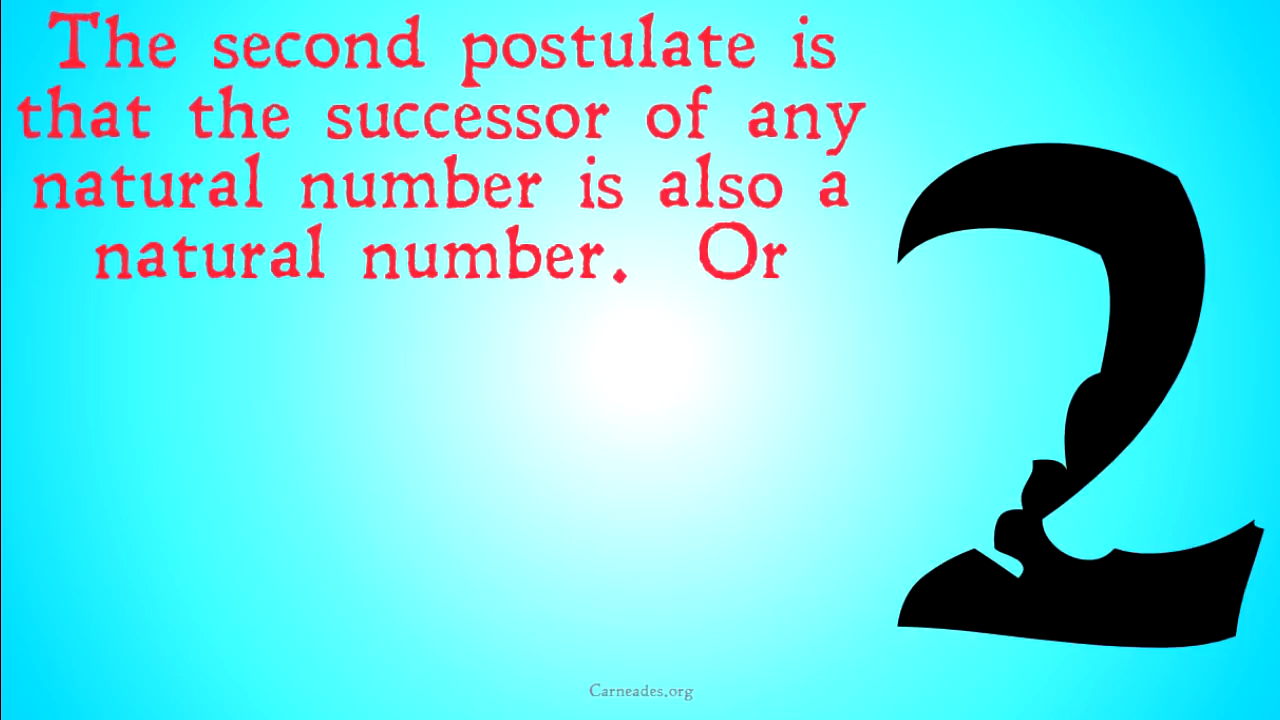 The second postulate is
that the successor of any
natural number is also a
natural number. Or
2
Carneades.org